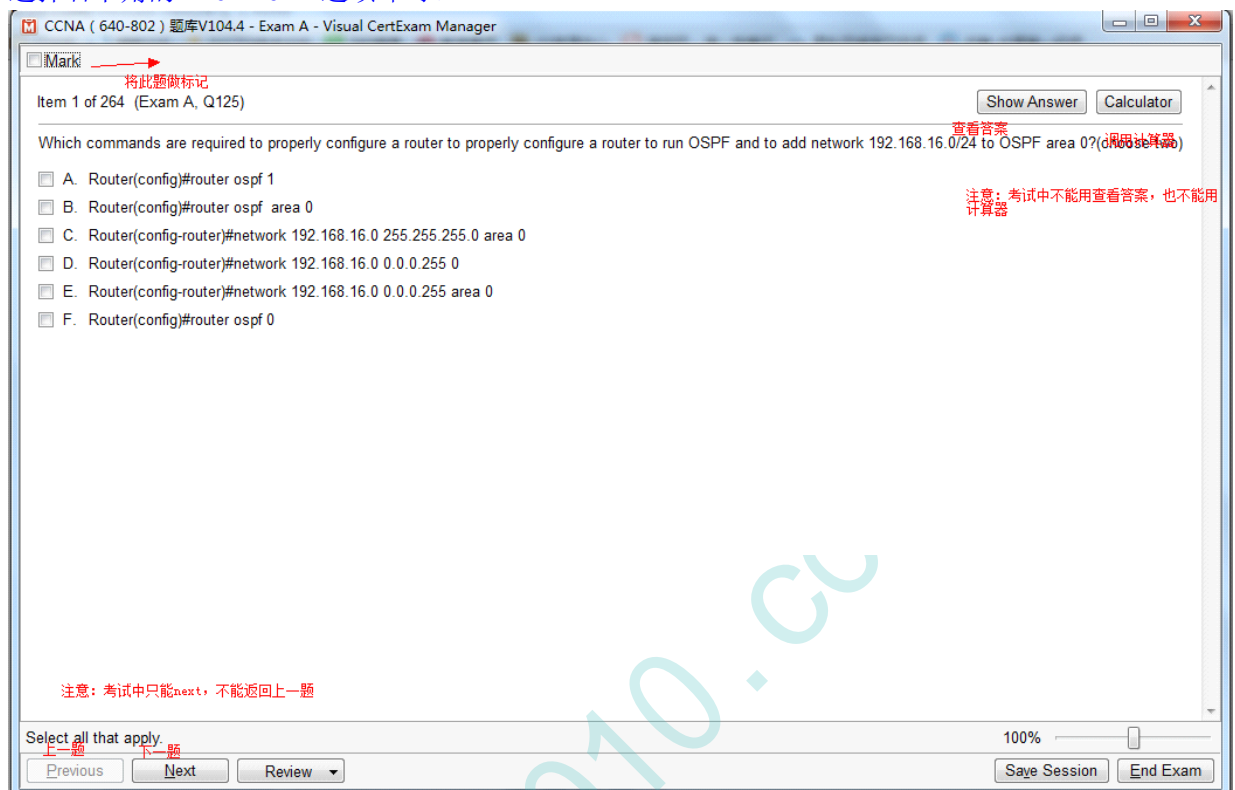 CCNA ( 640-802 ) 题库V104.4 - Exam A - Visual CertExam Manager
Mark
将此题做标记
Item 1 of 264 (Exam A, Q125)
Show Answer
Calculator
查看答案
调用计算器
Which commands are required to properly configure a router to properly configure a router to run OSPF and to add network 192.168.16.0/24 to OSPF area 0?(choose two)
A. Router(config)#router ospf 1
注意：考试中不能用查看答案，也不能用
计算器
B. Router(config)#router ospf area 0
C. Router(config-router)#network 192.168.16.0 255.255.255.0 area 0
D. Router(config-router)#network 192.168.16.0 0.0.0.255 0
E. Router(config-router)#network 192.168.16.0 0.0.0.255 area 0
F. Router(config)#router ospf 0
注意：考试中只能next，不能返回上一题
Select all that apply.
100%
上一题
下一题
Previous
Next
Review
Save Session
End Exam